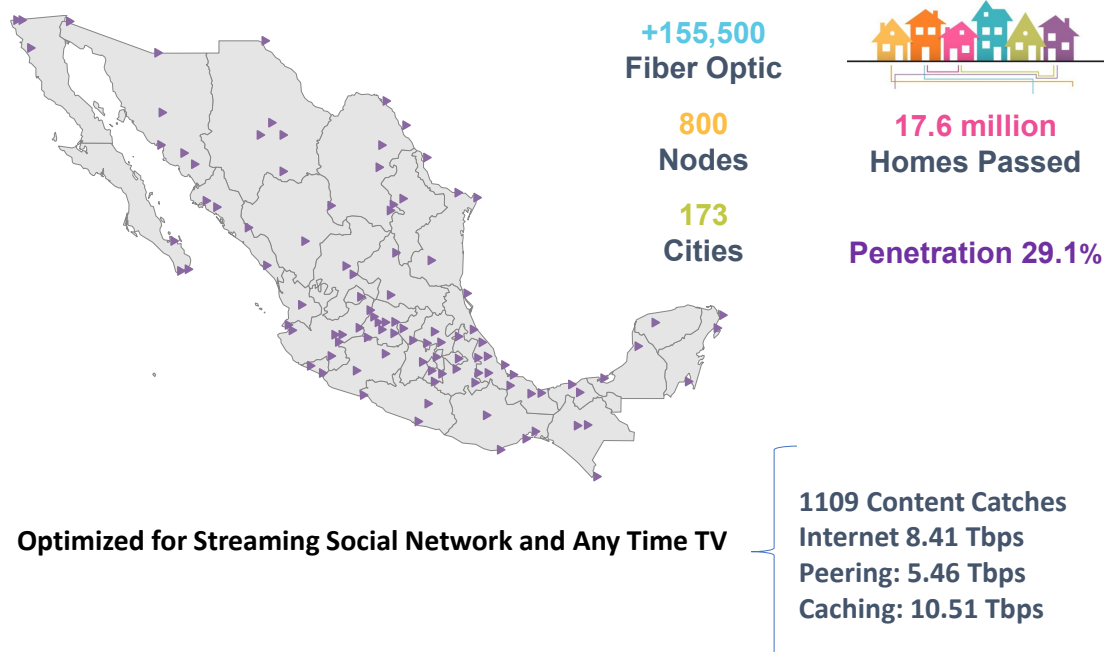 +155,500
Fiber Optic
800
Nodes
17.6 million
Homes Passed
173
Cities
Penetration 29.1%
Optimized for Streaming Social Network and Any Time TV
1109 Content Catches
Internet 8.41 Tbps
Peering: 5.46 Tbps
Caching: 10.51 Tbps